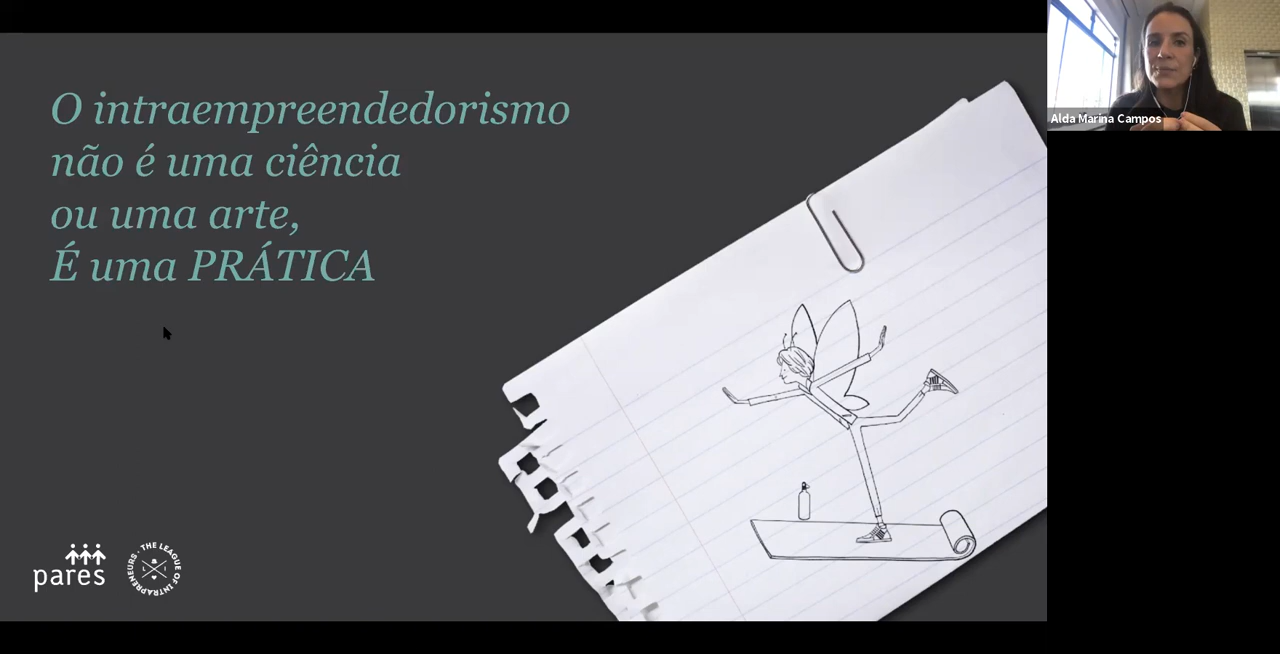 O intraempreendedorismo
não é uma ciência
ou uma arte,
É uma PRÁTICA
Alda Marina Campos
pares
THE LEAGUE OF INTRAPRENEURS